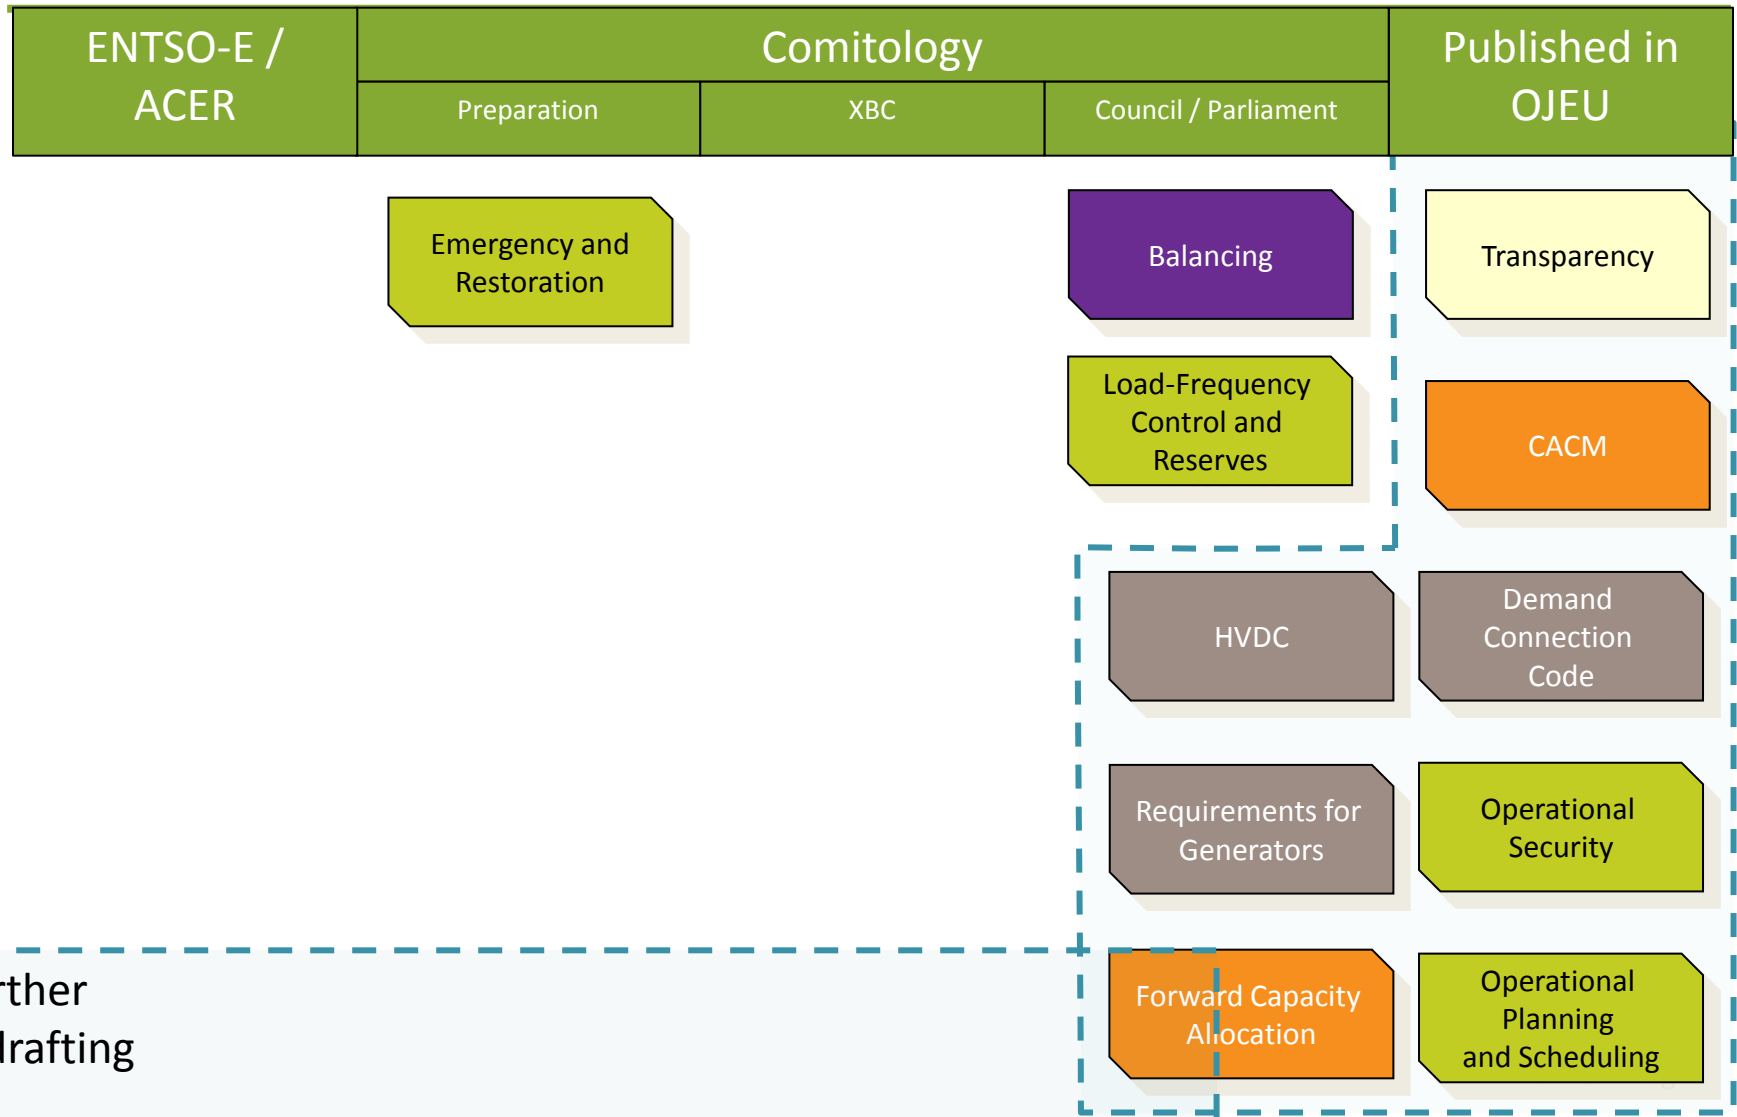 ENTSO-E /
ACER
Comitology
Published in
OJEU
Preparation
XBC
Council / Parliament
Emergency and
Restoration
Balancing
Transparency
Load-Frequency
Control and
Reserves
CACM
HVDC
Demand
Connection
Code
Requirements for
Generators
Operational
Security
rther
drafting
Forward Capacity
Allocation
Operational
Planning
and Scheduling